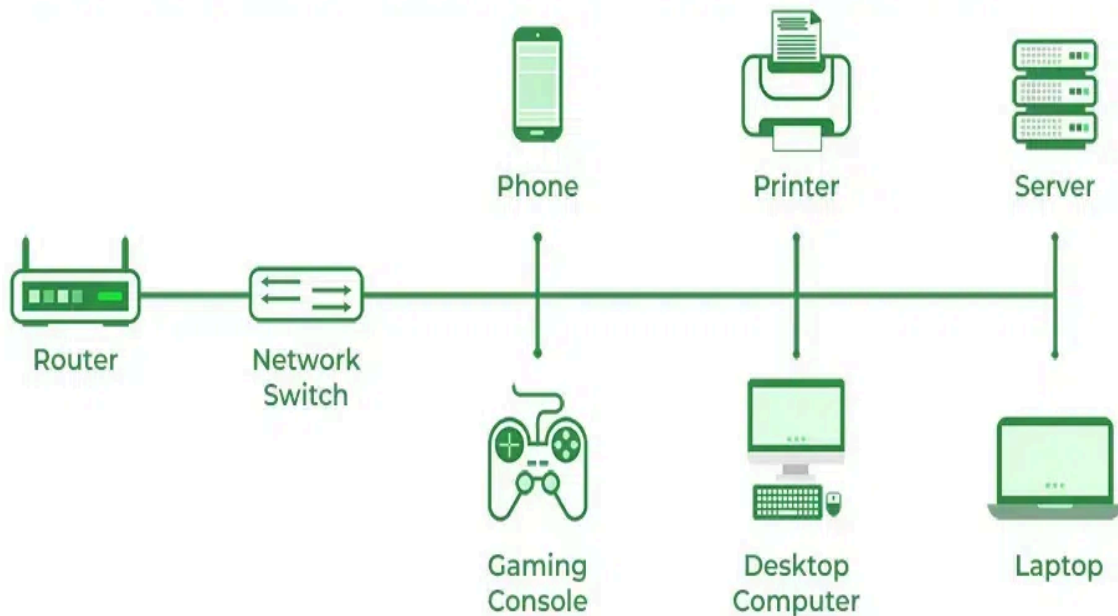 Phone
Printer
Server
Router
Network
Switch
Gaming
Console
Desktop
Computer
Laptop